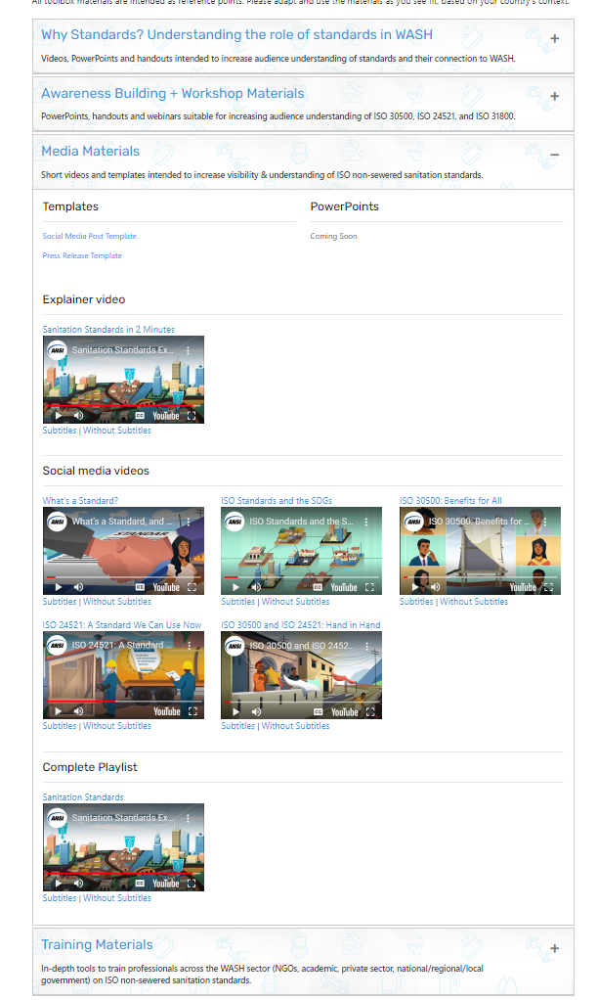 All toolbox materials are intended as reference points. Please adapt and use the materials as you see fit, based on your country's context.
Why Standards? Understanding the role of standards in WASH
+
Videos, PowerPoints and handouts intended to increase audience understanding of standards and their connection to WASH.
Awareness Building + Workshop Materials
+
PowerPoints, handouts and webinars suitable for increasing audience understanding of ISO 30500, ISO 24521, and ISO 31800.
Media Materials
−
Short videos and templates intended to increase visibility & understanding of ISO non-sewered sanitation standards.
Templates
PowerPoints
Social Media Post Template
Coming Soon
Press Release Template
Explainer video
Sanitation Standards in 2 Minutes
ANSI Sanitation Standards Ex...
CC YouTube
Subtitles | Without Subtitles
Social media videos
What's a Standard? ISO Standards and the SDGs ISO 30500: Benefits for All
ANSI What's a Standard, and ... ANSI ISO Standards and the S... ANSI ISO 30500: Benefits for ...
STANDAR
CC YouTube CC YouTube YouTube
Subtitles | Without Subtitles Subtitles | Without Subtitles Subtitles | Without Subtitles
ISO 24521: A Standard We Can Use Now ISO 30500 and ISO 24521: Hand in Hand
ANSI ISO 24521: A Standard ... ANSI ISO 30500 and ISO 2452...
YouTube CC YouTube
Subtitles | Without Subtitles Subtitles | Without Subtitles
Complete Playlist
Sanitation Standards
ANSI Sanitation Standards Ex...
CC YouTube
Subtitles | Without Subtitles
Training Materials
+
In-depth tools to train professionals across the WASH sector (NGOs, academic, private sector, national/regional/local
government) on ISO non-sewered sanitation standards.